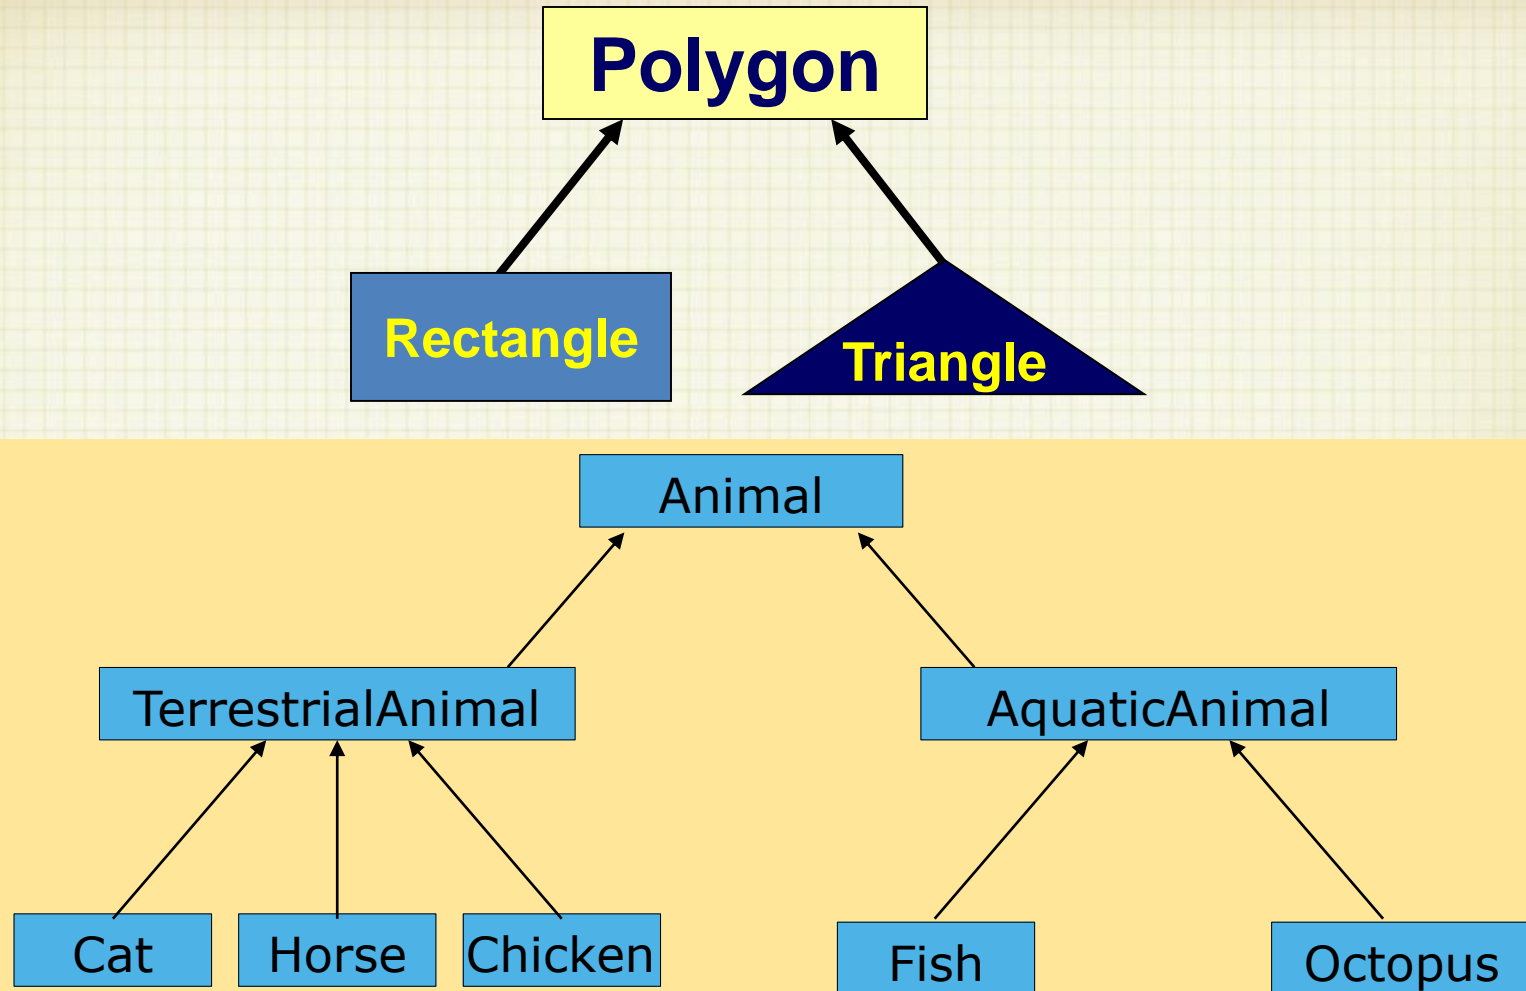 Polygon
Rectangle
Triangle
Animal
TerrestrialAnimal
AquaticAnimal
Cat
Horse
Chicken
Fish
Octopus